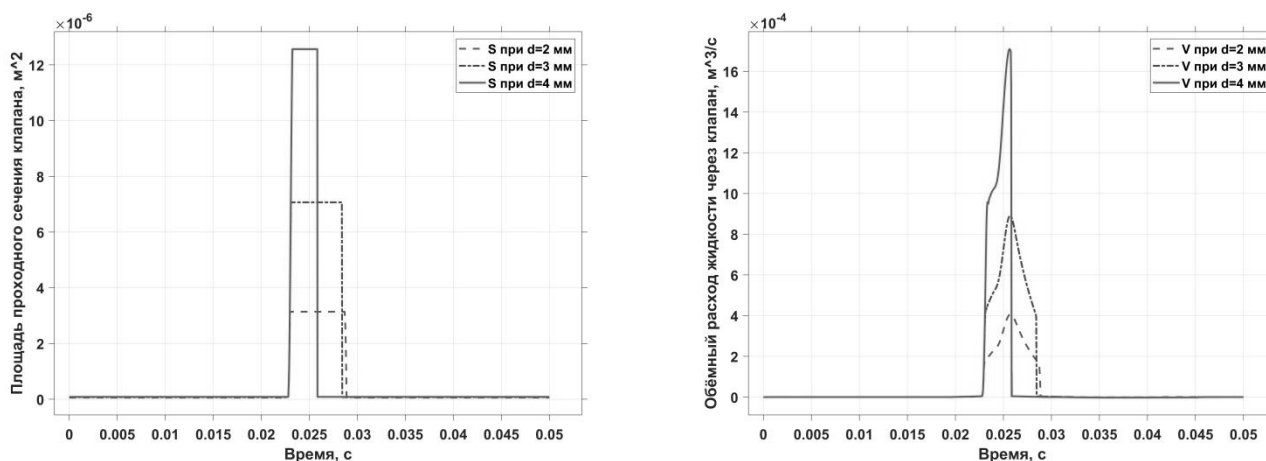 ×10^-6
Площадь проходного сечения клапана, м^2
12
10
8
6
4
2
0
S при d=2 мм
S при d=3 мм
S при d=4 мм
0 0.005 0.01 0.015 0.02 0.025 0.03 0.035 0.04 0.045 0.05
Время, с
×10^-4
Обёмный расход жидкости через клапан, м^3/с
16
14
12
10
8
6
4
2
0
V при d=2 мм
V при d=3 мм
V при d=4 мм
0 0.005 0.01 0.015 0.02 0.025 0.03 0.035 0.04 0.045 0.05
Время, с